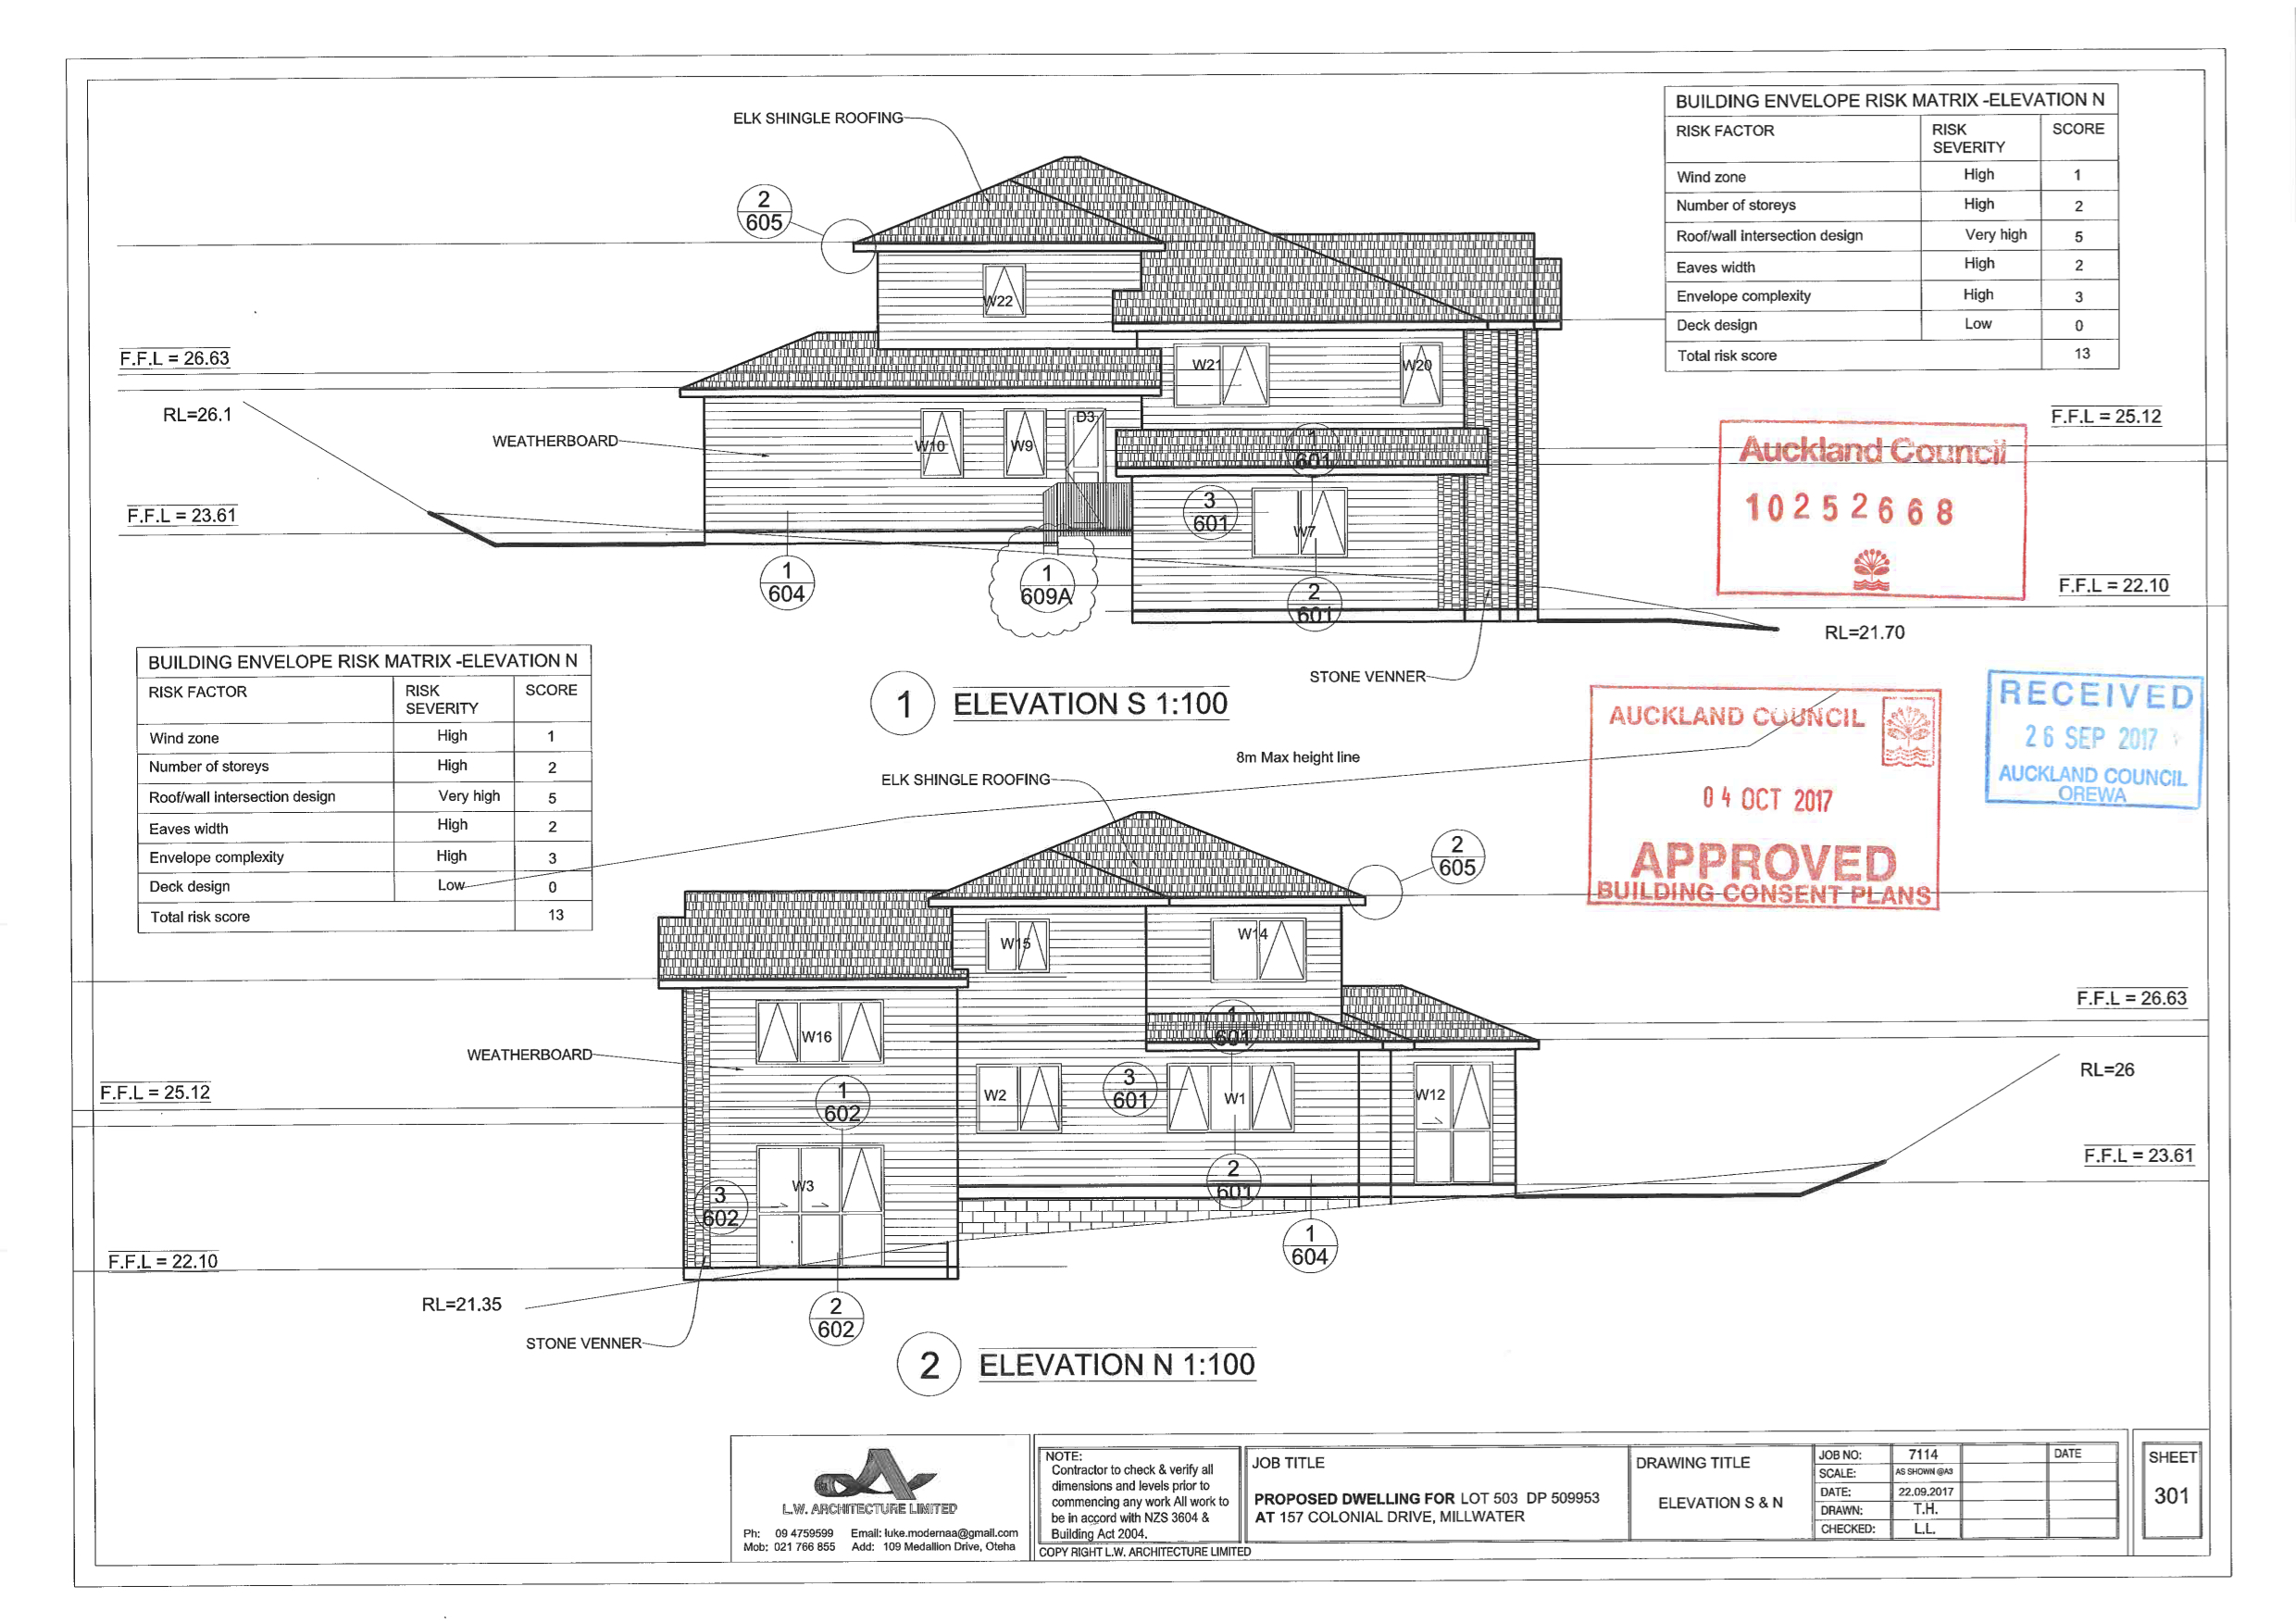 ELK SHINGLE ROOFING
2
605
W22
F.F.L = 26.63
RL=26.1
WEATHERBOARD
F.F.L = 23.61
W21
W20
W10
W9
D3
1
601
3
601
W7
1
604
1
609A
2
601
STONE VENNER
1 ELEVATION S 1:100
BUILDING ENVELOPE RISK MATRIX -ELEVATION N
RISK FACTOR RISK SEVERITY SCORE
Wind zone High 1
Number of storeys High 2
Roof/wall intersection design Very high 5
Eaves width High 2
Envelope complexity High 3
Deck design Low 0
Total risk score 13
F.F.L = 25.12
Auckland Council
10252668
F.F.L = 22.10
RL=21.70
BUILDING ENVELOPE RISK MATRIX -ELEVATION N
RISK FACTOR RISK SEVERITY SCORE
Wind zone High 1
Number of storeys High 2
Roof/wall intersection design Very high 5
Eaves width High 2
Envelope complexity High 3
Deck design Low 0
Total risk score 13
AUCKLAND COUNCIL
04 OCT 2017
APPROVED
BUILDING CONSENT PLANS
RECEIVED
26 SEP 2017
AUCKLAND COUNCIL
OREWA
8m Max height line
ELK SHINGLE ROOFING
2
605
W15
W14
W16
WEATHERBOARD
F.F.L = 26.63
RL=26
F.F.L = 25.12
1
602
W2
3
601
1
601
W1
W12
F.F.L = 23.61
W3
3
602
2
601
1
604
F.F.L = 22.10
RL=21.35
2
602
STONE VENNER
2 ELEVATION N 1:100
L.W. ARCHITECTURE LIMITED
Ph: 09 4759599 Email: luke.modernaa@gmail.com
Mob: 021 766 855 Add: 109 Medallion Drive, Oteha
NOTE:
Contractor to check & verify all
dimensions and levels prior to
commencing any work All work to
be in accord with NZS 3604 &
Building Act 2004.
COPY RIGHT L.W. ARCHITECTURE LIMITED
JOB TITLE
PROPOSED DWELLING FOR LOT 503 DP 509953
AT 157 COLONIAL DRIVE, MILLWATER
DRAWING TITLE
ELEVATION S & N
JOB NO: 7114 DATE
SCALE: AS SHOWN @A3
DATE: 22.09.2017
DRAWN: T.H.
CHECKED: L.L.
SHEET
301